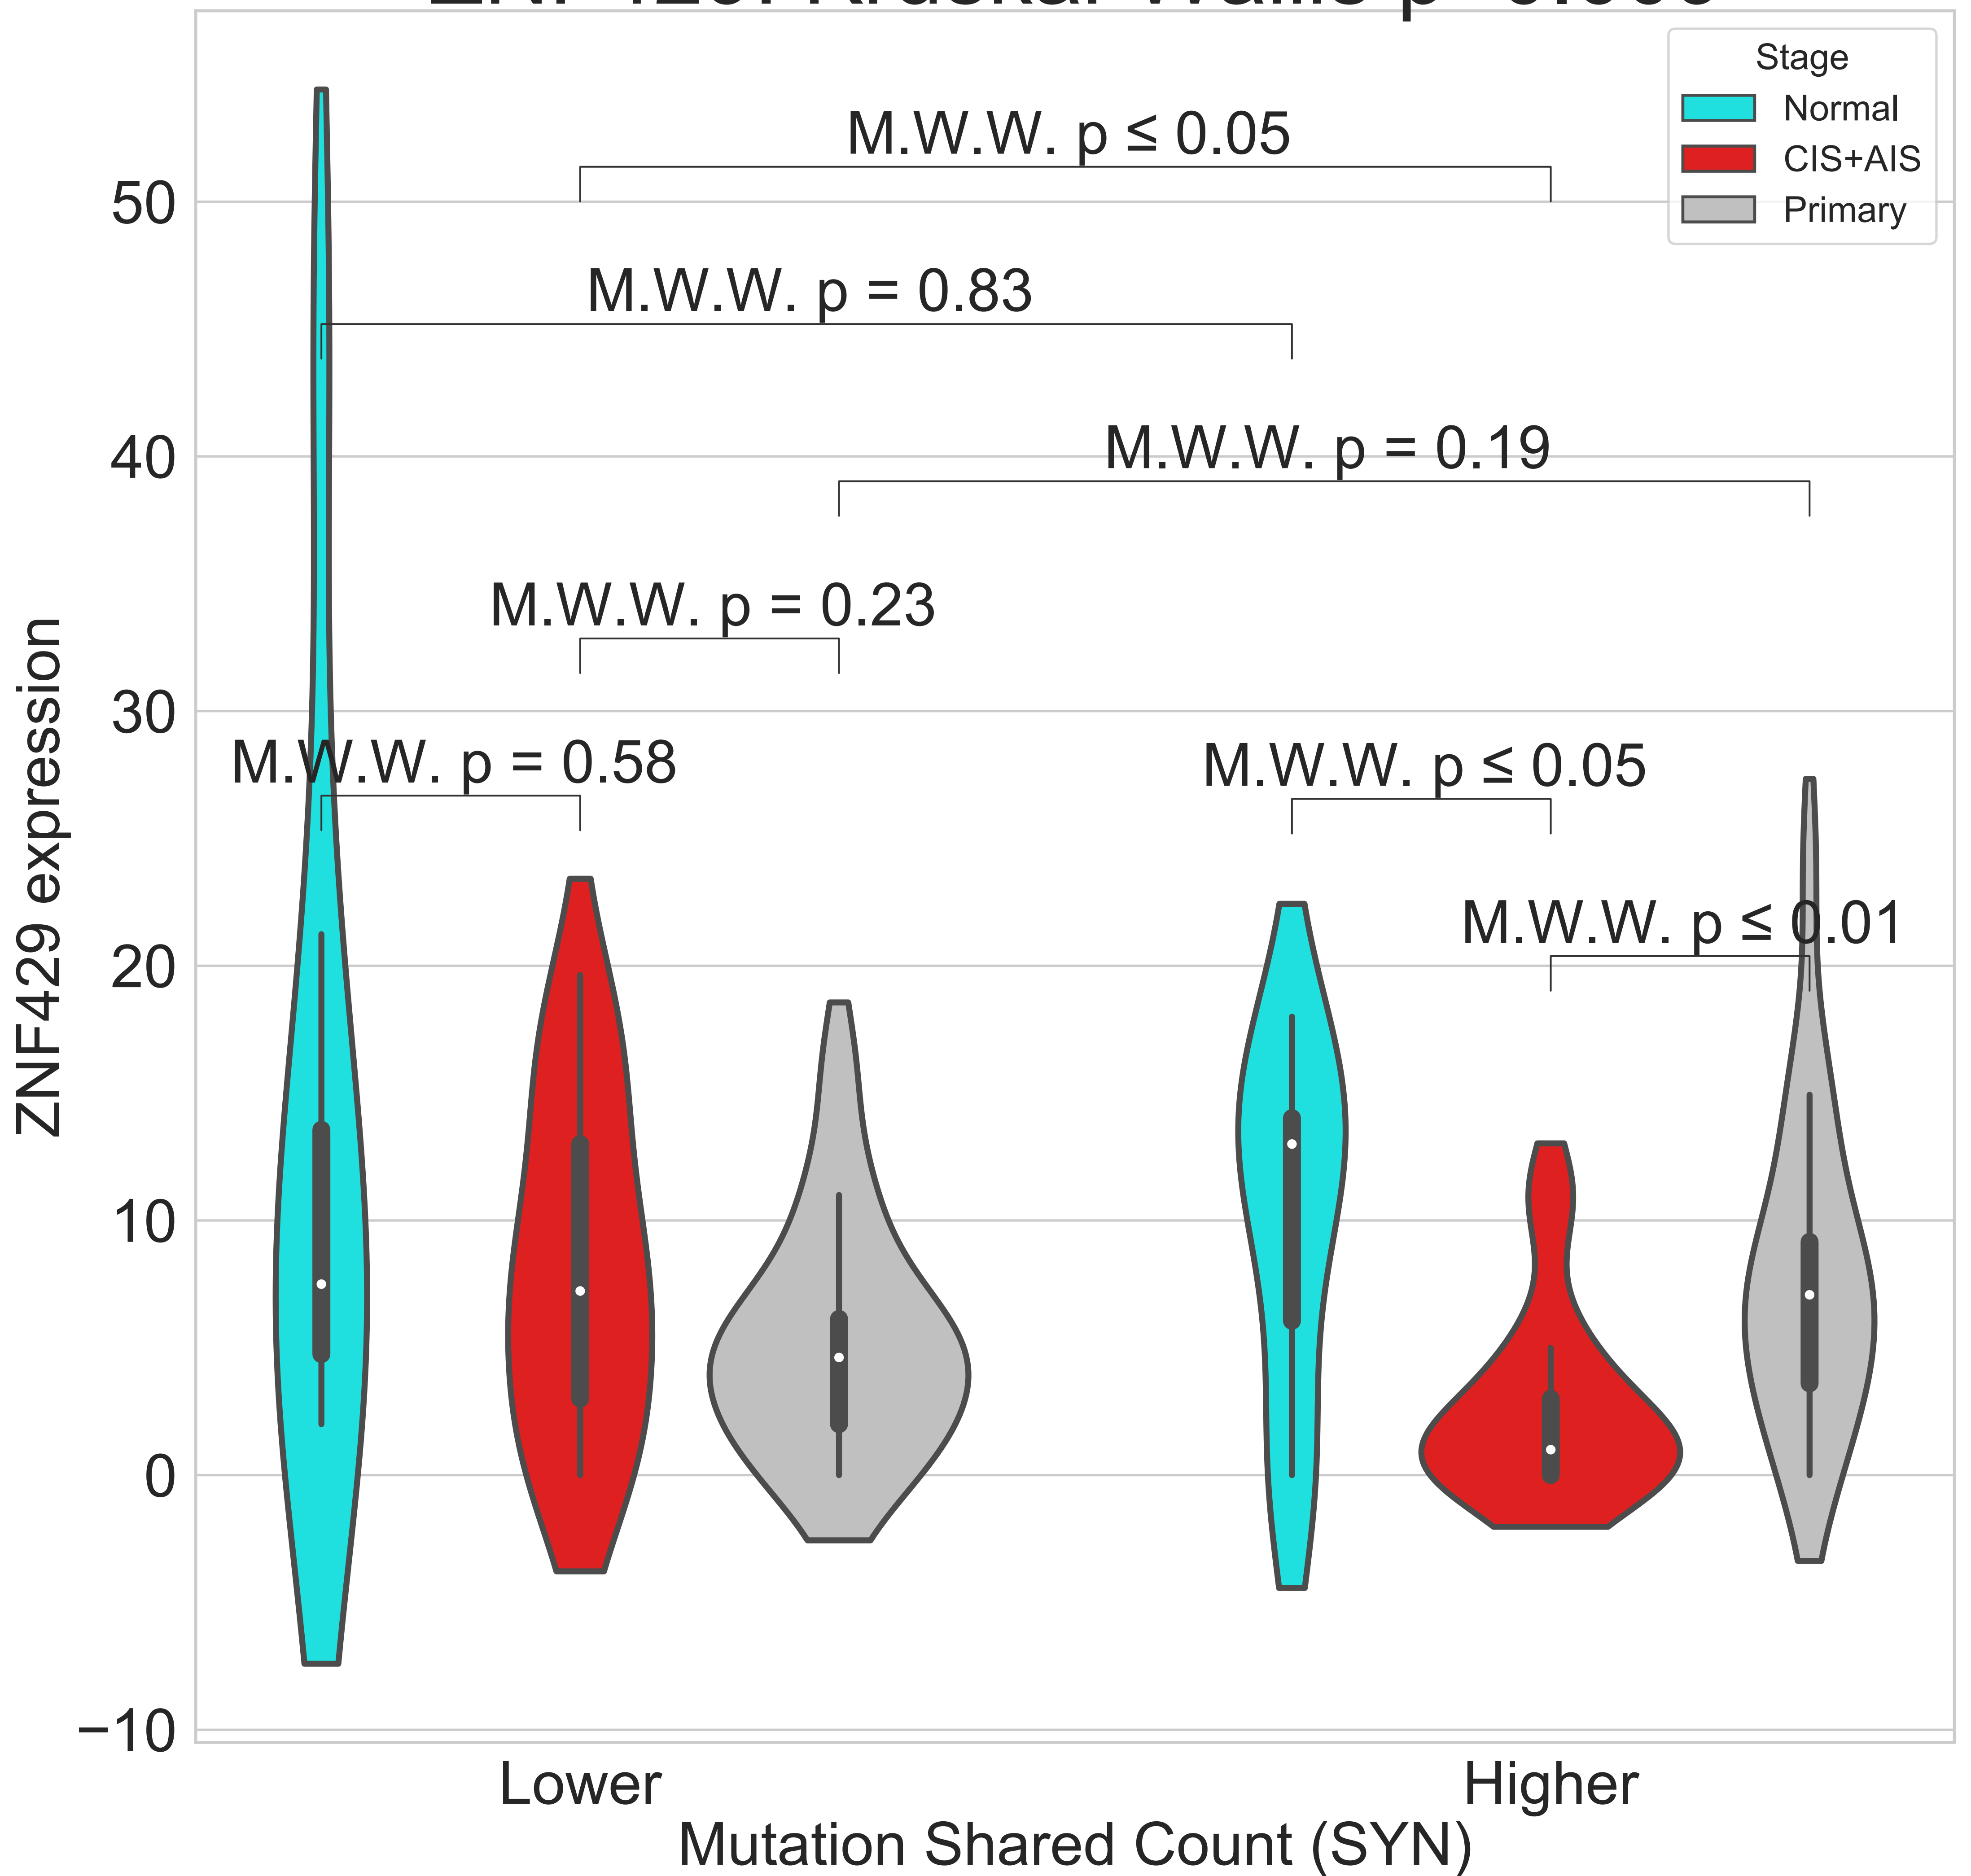 Stage
Normal
CIS+AIS
Primary
M.W.W. p ≤ 0.05
M.W.W. p = 0.83
M.W.W. p = 0.19
M.W.W. p = 0.23
M.W.W. p = 0.58
M.W.W. p ≤ 0.05
M.W.W. p ≤ 0.01
50
40
30
20
10
0
−10
ZNF429 expression
Lower
Higher
Mutation Shared Count (SYN)